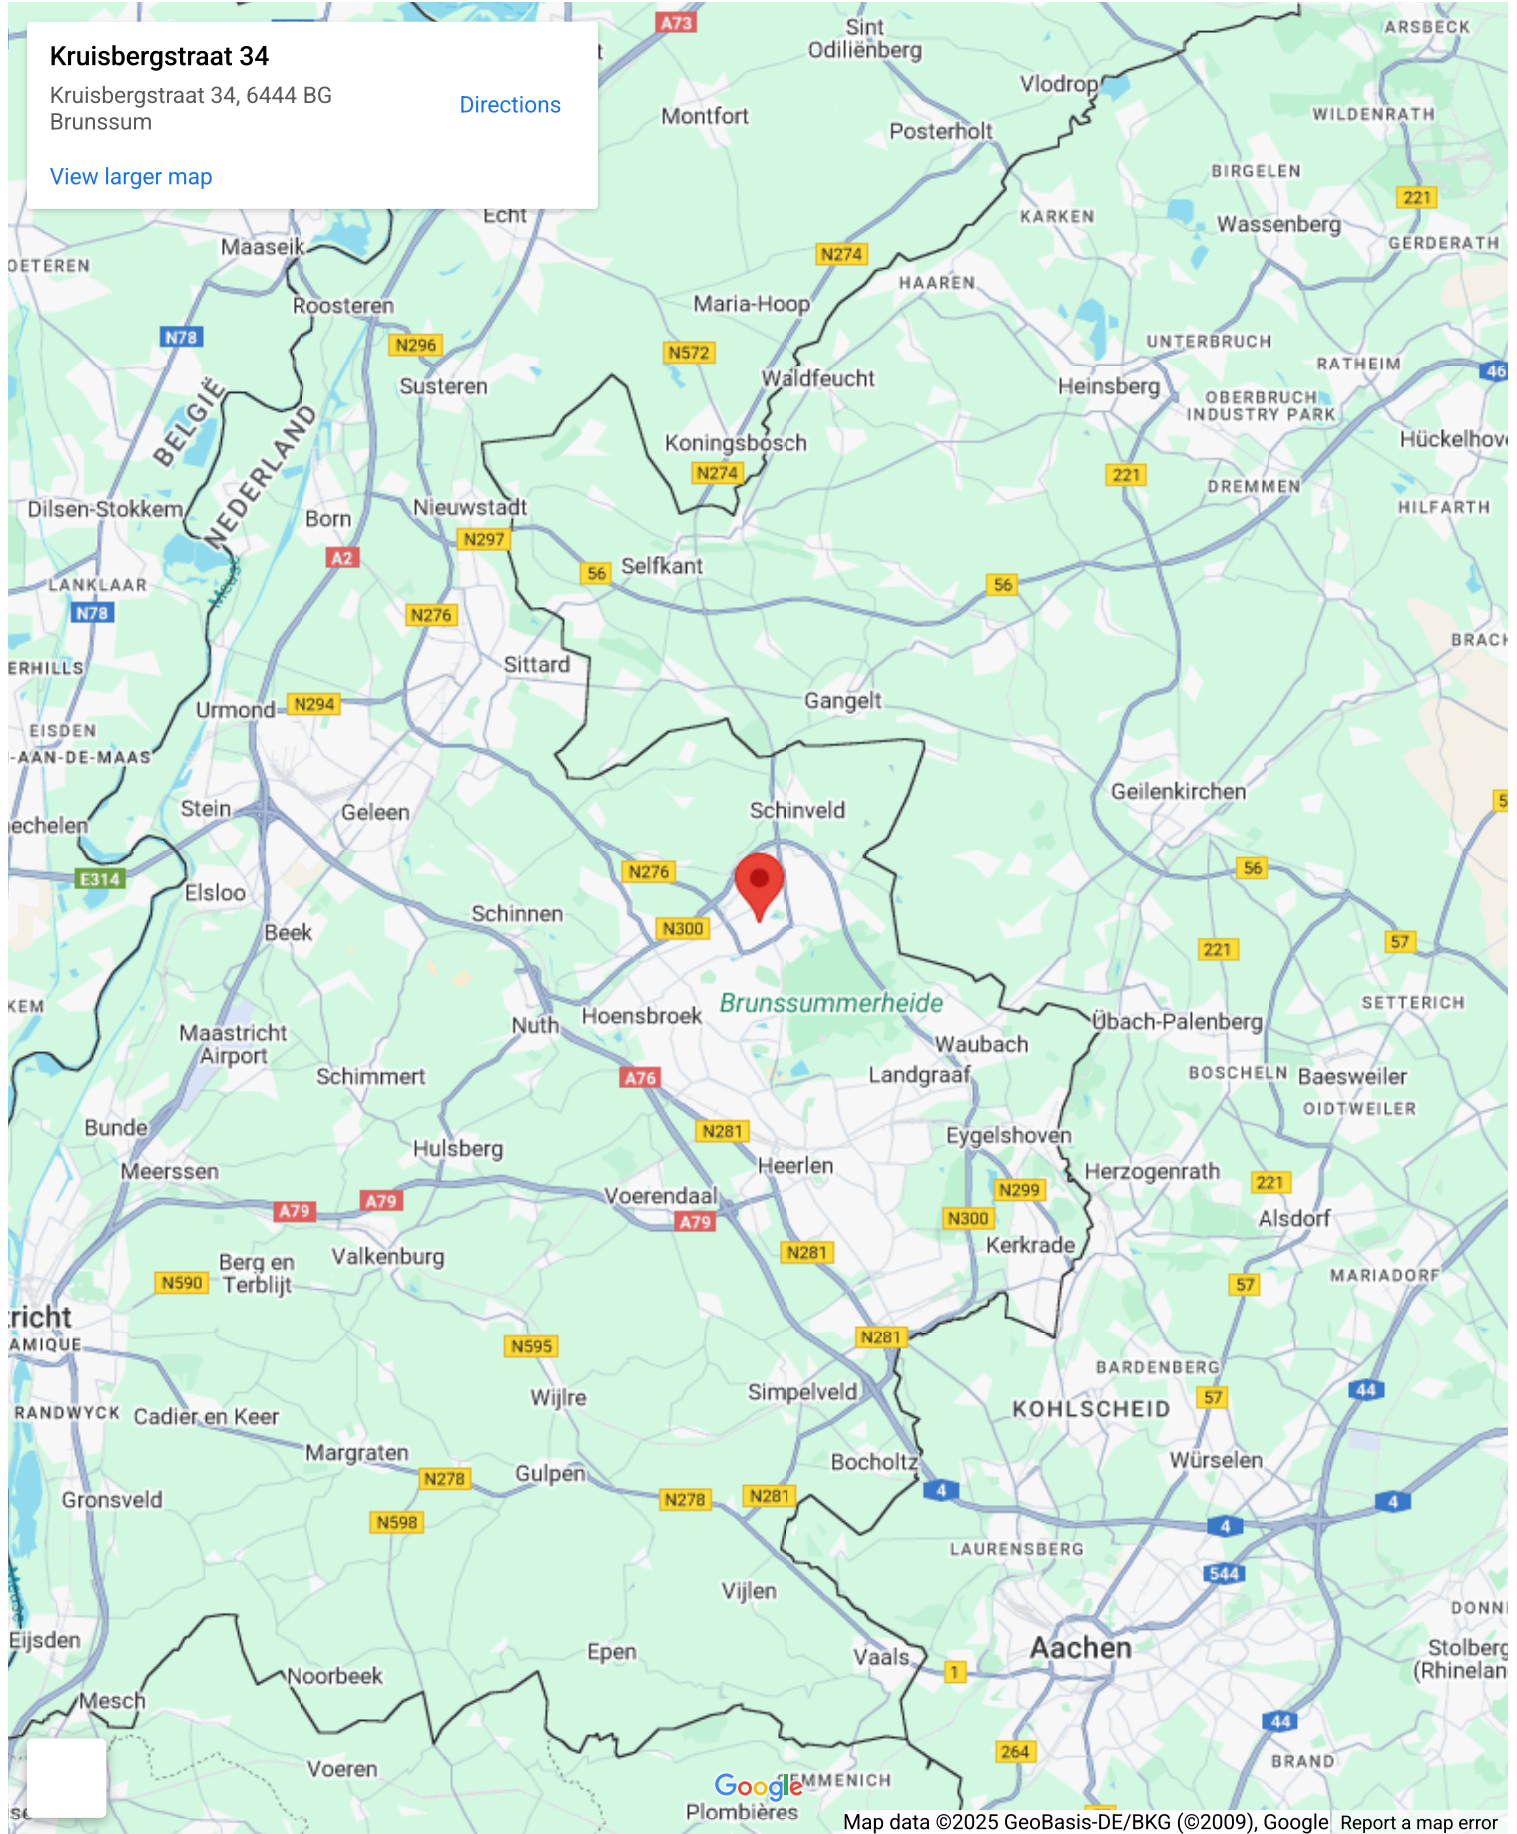 Kruisbergstraat 34
Kruisbergstraat 34, 6444 BG
Brunssum
Directions
View larger map
A73
Sint
Odiliënberg
ARSBECK
Vlodrop
Montfort
WILDENRATH
Posterholt
BIRGELEN
221
Echt
KARKEN
Wassenberg
Maaseik
GERDERATH
N274
OETEREN
HAAREN
Roosteren
Maria-Hoop
N78
N296
N572
UNTERBRUCH
RATHEIM
46
Susteren
Waldfeucht
Heinsberg
OBERBRUCH
INDUSTRY PARK
BELGIË
NEDERLAND
Koningsbosch
N274
221
DREMMEN
Dilsen-Stokkem
Born
Nieuwstadt
HILFARTH
N297
A2
Selfkant
56
56
LANKLAAR
Meuse
N78
N276
ERHILLS
Sittard
Urmond
N294
Gangelt
EISDEN
-AAN-DE-MAAS
Geilenkirchen
Stein
Geleen
Schinveld
echelen
E314
N276
56
Elsloo
Schinnen
N300
Beek
221
57
KEM
Brunssummerheide
SETTERICH
Hoensbroek
Nuth
Übach-Palenberg
Maastricht
Airport
Waubach
Schimmert
A76
Landgraaf
BOSCHELN
Baesweiler
OIDTWEILER
Bunde
N281
Eygelshoven
Hulsberg
Meerssen
Heerlen
Herzogenrath
Voerendaal
N299
221
A79
A79
A79
N300
Alsdorf
Berg en
Terblijt
Valkenburg
N281
Kerkrade
N590
57
MARIADORF
tricht
AMIQUE
N595
N281
BARDENBERG
Wijlre
Simpelveld
44
RANDWYCK
Cadier en Keer
KOHLSCHEID
57
Margraten
Bocholtz
Würselen
Gulpen
N278
Gronsveld
N278
N281
4
4
N598
4
LAURENSBERG
544
Meuse
Vijlen
Eijsden
Epen
Vaals
Aachen
Stolberg
1
Noorbeek
Mesch
44
264
BRAND
Voeren
Google
EMMENICH
Plombières
Map data ©2025 GeoBasis-DE/BKG (©2009), Google
Report a map error